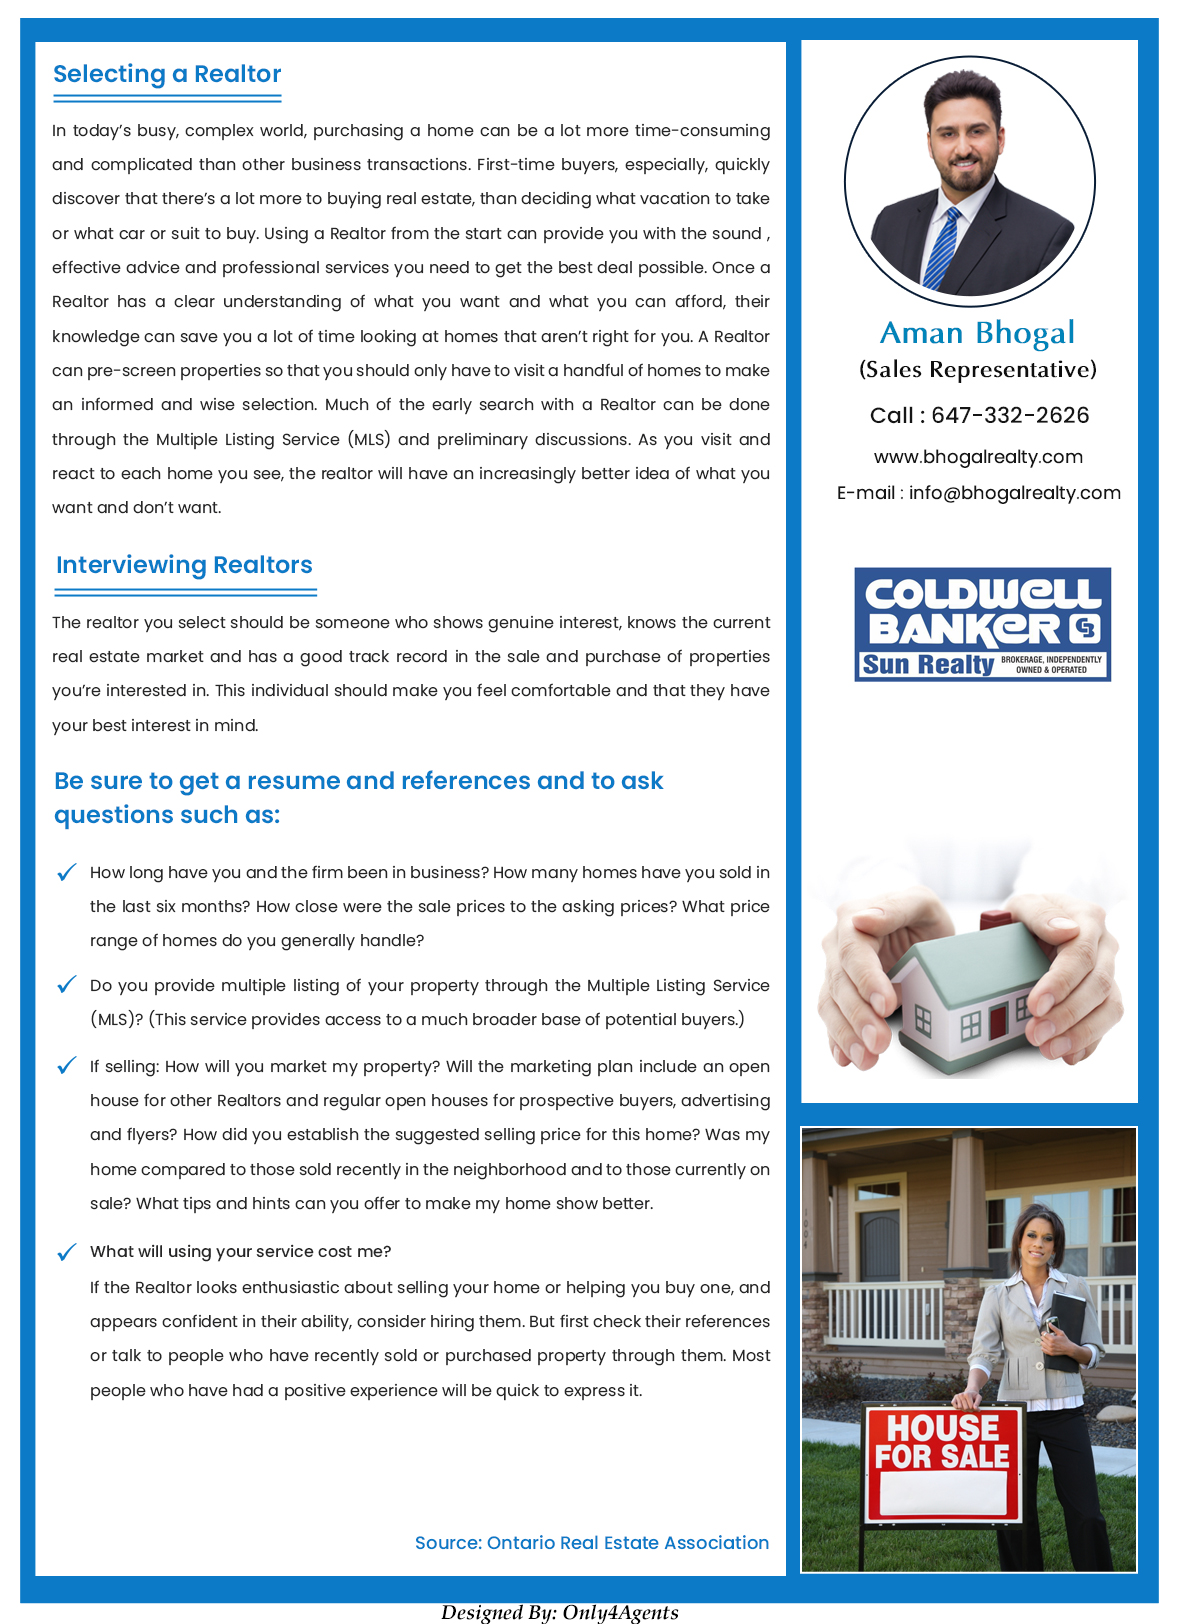 Selecting a Realtor
In today's busy, complex world, purchasing a home can be a lot more time-consuming
and complicated than other business transactions. First-time buyers, especially, quickly
discover that there's a lot more to buying real estate, than deciding what vacation to take
or what car or suit to buy. Using a Realtor from the start can provide you with the sound ,
effective advice and professional services you need to get the best deal possible. Once a
Realtor has a clear understanding of what you want and what you can afford, their
knowledge can save you a lot of time looking at homes that aren't right for you. A Realtor
can pre-screen properties so that you should only have to visit a handful of homes to make
an informed and wise selection. Much of the early search with a Realtor can be done
through the Multiple Listing Service (MLS) and preliminary discussions. As you visit and
react to each home you see, the realtor will have an increasingly better idea of what you
want and don't want.
Interviewing Realtors
The realtor you select should be someone who shows genuine interest, knows the current
real estate market and has a good track record in the sale and purchase of properties
you're interested in. This individual should make you feel comfortable and that they have
your best interest in mind.
Be sure to get a resume and references and to ask
questions such as:
How long have you and the firm been in business? How many homes have you sold in
the last six months? How close were the sale prices to the asking prices? What price
range of homes do you generally handle?
Do you provide multiple listing of your property through the Multiple Listing Service
(MLS)? (This service provides access to a much broader base of potential buyers.)
If selling: How will you market my property? Will the marketing plan include an open
house for other Realtors and regular open houses for prospective buyers, advertising
and flyers? How did you establish the suggested selling price for this home? Was my
home compared to those sold recently in the neighborhood and to those currently on
sale? What tips and hints can you offer to make my home show better.
What will using your service cost me?
If the Realtor looks enthusiastic about selling your home or helping you buy one, and
appears confident in their ability, consider hiring them. But first check their references
or talk to people who have recently sold or purchased property through them. Most
people who have had a positive experience will be quick to express it.
Source: Ontario Real Estate Association
Aman Bhogal
(Sales Representative)
Call : 647-332-2626
www.bhogalrealty.com
E-mail : info@bhogalrealty.com
COLDWELL
BANKER CB
Sun Realty
BROKERAGE, INDEPENDENTLY
OWNED & OPERATED
1004
HOUSE
FOR SALE
Designed By: Only4Agents